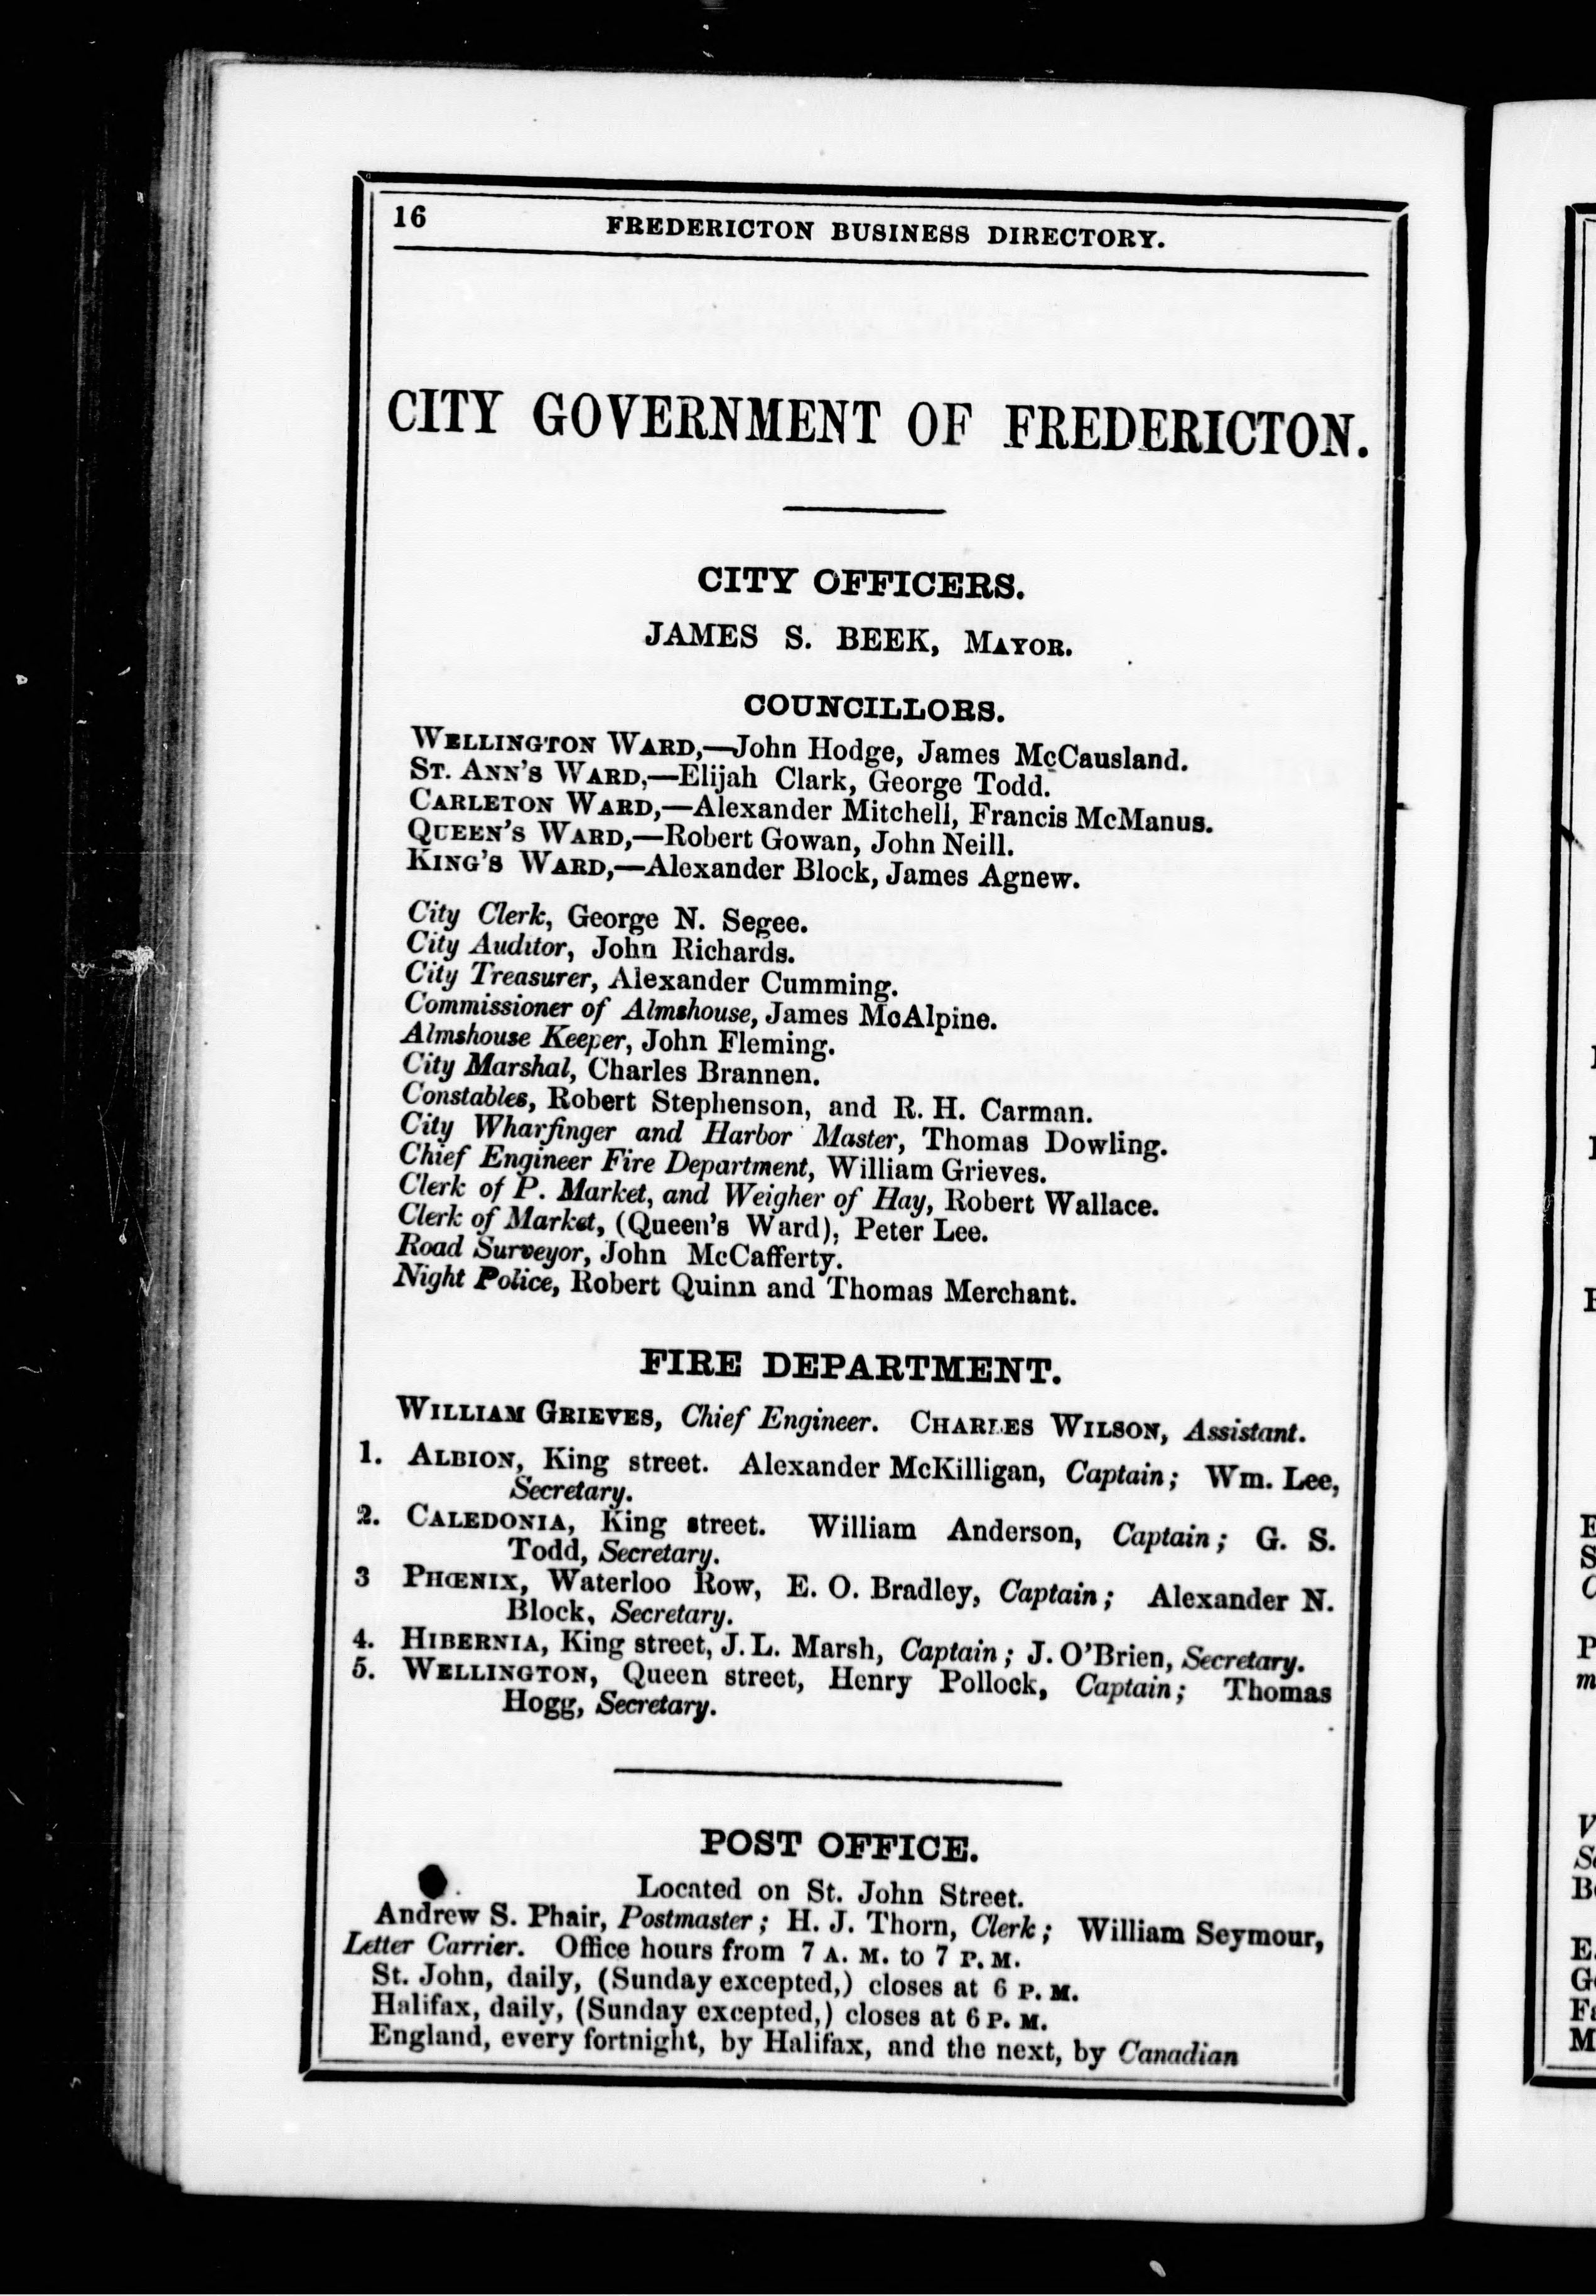 16 FREDERICTON BUSINESS DIRECTORY.
CITY GOVERNMENT OF FREDERICTON.
CITY OFFICERS.
JAMES S. BEEK, MAYOR.
COUNCILLORS.
WELLINGTON WARD,—John Hodge, James McCausland.
ST. ANN'S WARD,—Elijah Clark, George Todd.
CARLETON WARD,—Alexander Mitchell, Francis McManus.
QUEEN'S WARD,—Robert Gowan, John Neill.
KING'S WARD,—Alexander Block, James Agnew.
City Clerk, George N. Segee.
City Auditor, John Richards.
City Treasurer, Alexander Cumming.
Commissioner of Almshouse, James McAlpine.
Almshouse Keeper, John Fleming.
City Marshal, Charles Brannen.
Constables, Robert Stephenson, and R. H. Carman.
City Wharfinger and Harbor Master, Thomas Dowling.
Chief Engineer Fire Department, William Grieves.
Clerk of P. Market, and Weigher of Hay, Robert Wallace.
Clerk of Market, (Queen's Ward), Peter Lee.
Road Surveyor, John McCafferty.
Night Police, Robert Quinn and Thomas Merchant.
FIRE DEPARTMENT.
WILLIAM GRIEVES, Chief Engineer. CHARLES WILSON, Assistant.
1. ALBION, King street. Alexander McKilligan, Captain; Wm. Lee,
Secretary.
2. CALEDONIA, King street. William Anderson, Captain; G. S.
Todd, Secretary.
3 PHŒNIX, Waterloo Row, E. O. Bradley, Captain; Alexander N.
Block, Secretary.
4. HIBERNIA, King street, J. L. Marsh, Captain; J. O'Brien, Secretary.
5. WELLINGTON, Queen street, Henry Pollock, Captain; Thomas
Hogg, Secretary.
POST OFFICE.
Located on St. John Street.
Andrew S. Phair, Postmaster; H. J. Thorn, Clerk; William Seymour,
Letter Carrier. Office hours from 7 A. M. to 7 P. M.
St. John, daily, (Sunday excepted,) closes at 6 P. M.
Halifax, daily, (Sunday excepted,) closes at 6 P. M.
England, every fortnight, by Halifax, and the next, by Canadian